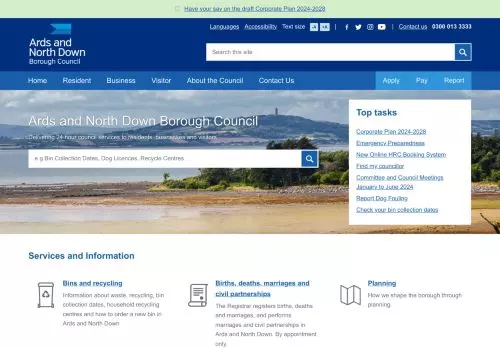 Have your say on the draft Corporate Plan 2024-2028
Languages Accessibility Text size -A +A | Contact us 0300 013 3333
Ards and
North Down
Borough Council
Search this site
Home Resident Business Visitor About the Council Contact Us Apply Pay Report
Ards and North Down Borough Council
Delivering 24 hour council services to residents, businesses and visitors
e.g Bin Collection Dates, Dog Licences, Recycle Centres
Top tasks
Corporate Plan 2024-2028
Emergency Preparedness
New Online HRC Booking System
Find my councillor
Committee and Council Meetings
January to June 2024
Report Dog Fouling
Check your bin collection dates
Services and Information
Bins and recycling
Information about waste, recycling, bin
collection dates, household recycling
centres and how to order a new bin in
Ards and North Down
Births, deaths, marriages and
civil partnerships
The Registrar registers births, deaths
and marriages, and performs
marriages and civil partnerships in
Ards and North Down. By appointment
only.
Planning
How we shape the borough through
planning